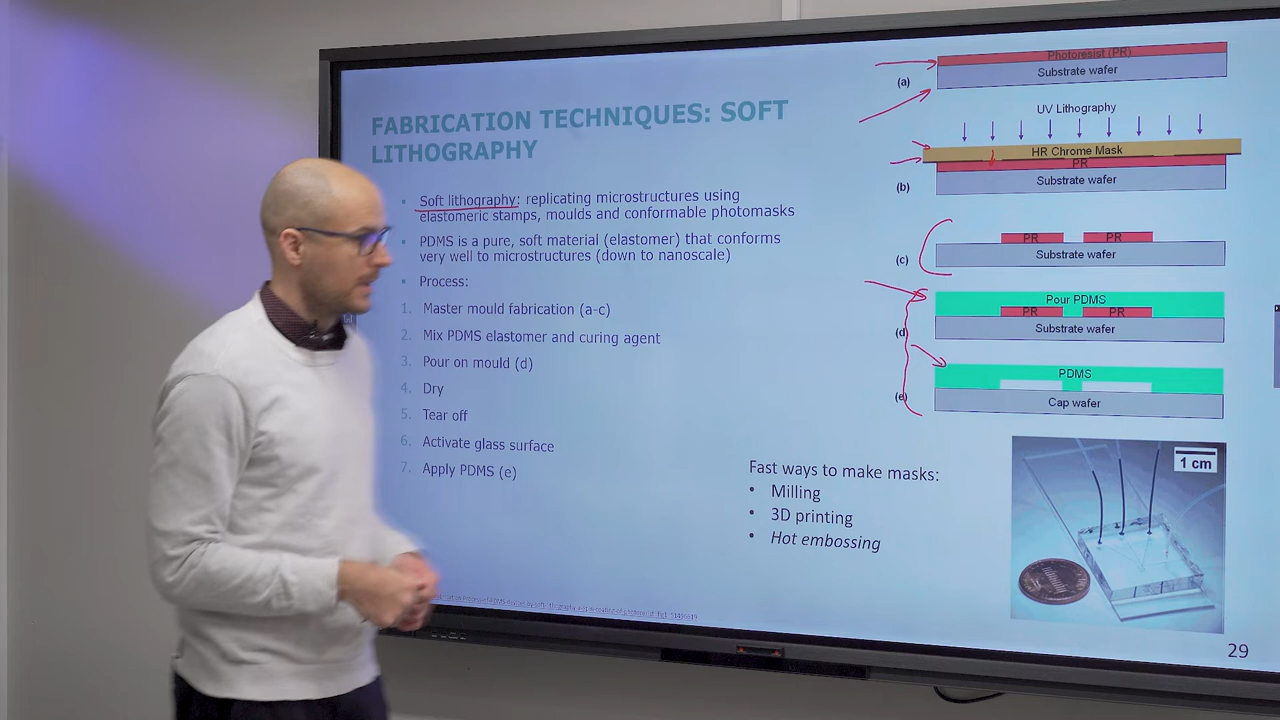 FABRICATION TECHNIQUES: SOFT
LITHOGRAPHY
Soft lithography: replicating microstructures using
elastomeric stamps, moulds and conformable photomasks
PDMS is a pure, soft material (elastomer) that conforms
very well to microstructures (down to nanoscale)
Process:
1. Master mould fabrication (a-c)
2. Mix PDMS elastomer and curing agent
3. Pour on mould (d)
4. Dry
5. Tear off
6. Activate glass surface
7. Apply PDMS (e)
Fast ways to make masks:
• Milling
• 3D printing
• Hot embossing
Photoresist (PR)
Substrate wafer
(a)
UV Lithography
HR Chrome Mask
PR
Substrate wafer
(b)
PR PR
Substrate wafer
(c)
Pour PDMS
PR PR
Substrate wafer
(d)
PDMS
Cap wafer
(e)
1 cm
29